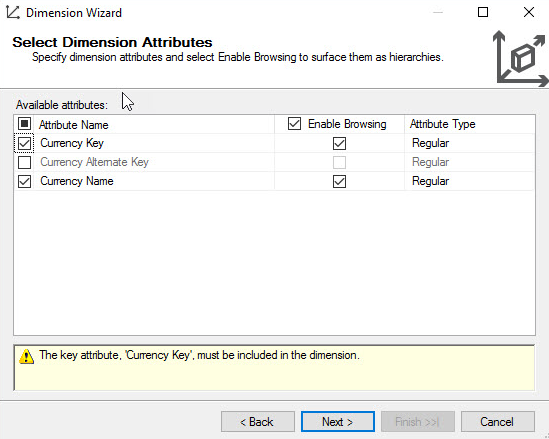 Dimension Wizard
Select Dimension Attributes
Specify dimension attributes and select Enable Browsing to surface them as hierarchies.
Available attributes:
Attribute Name Enable Browsing Attribute Type
Currency Key Regular
Currency Alternate Key Regular
Currency Name Regular
The key attribute, 'Currency Key', must be included in the dimension.
< Back Next > Finish >>| Cancel